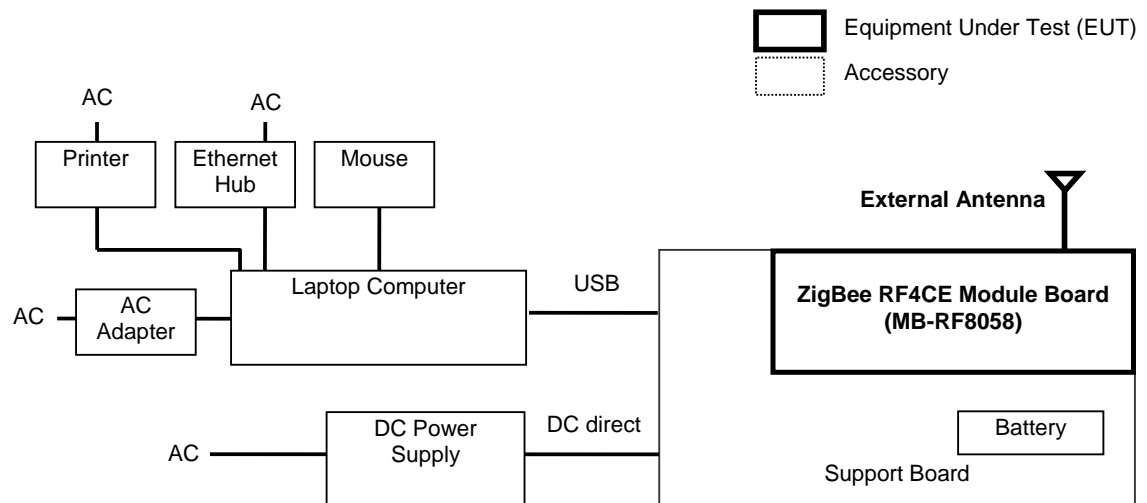 Equipment Under Test (EUT)
Accessory
AC
AC
Printer
Ethernet
Hub
Mouse
External Antenna
Laptop Computer
USB
ZigBee RF4CE Module Board
(MB-RF8058)
AC
AC
Adapter
DC Power
Supply
DC direct
AC
Battery
Support Board